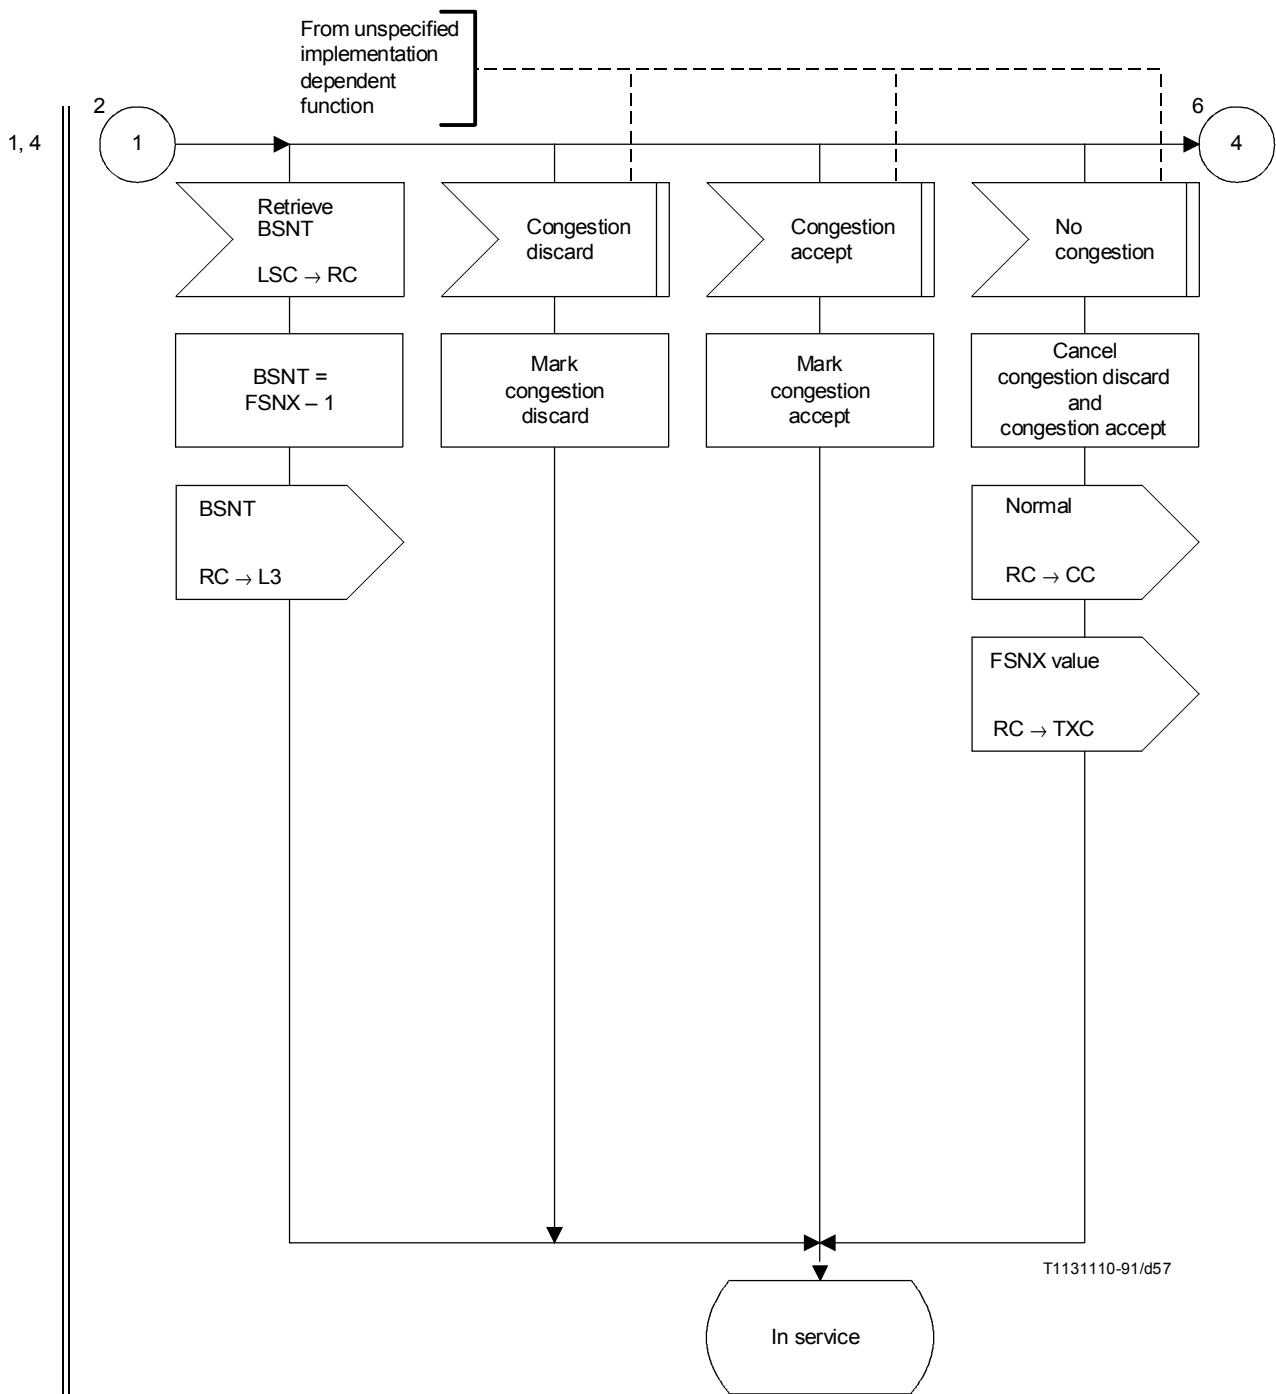 From unspecified
implementation
dependent
function
2
6
1, 4
1
4
Retrieve
BSNT
LSC → RC
Congestion
discard
Congestion
accept
No
congestion
BSNT =
FSNX – 1
Mark
congestion
discard
Mark
congestion
accept
Cancel
congestion discard
and
congestion accept
BSNT
RC → L3
Normal
RC → CC
FSNX value
RC → TXC
T1131110-91/d57
In service